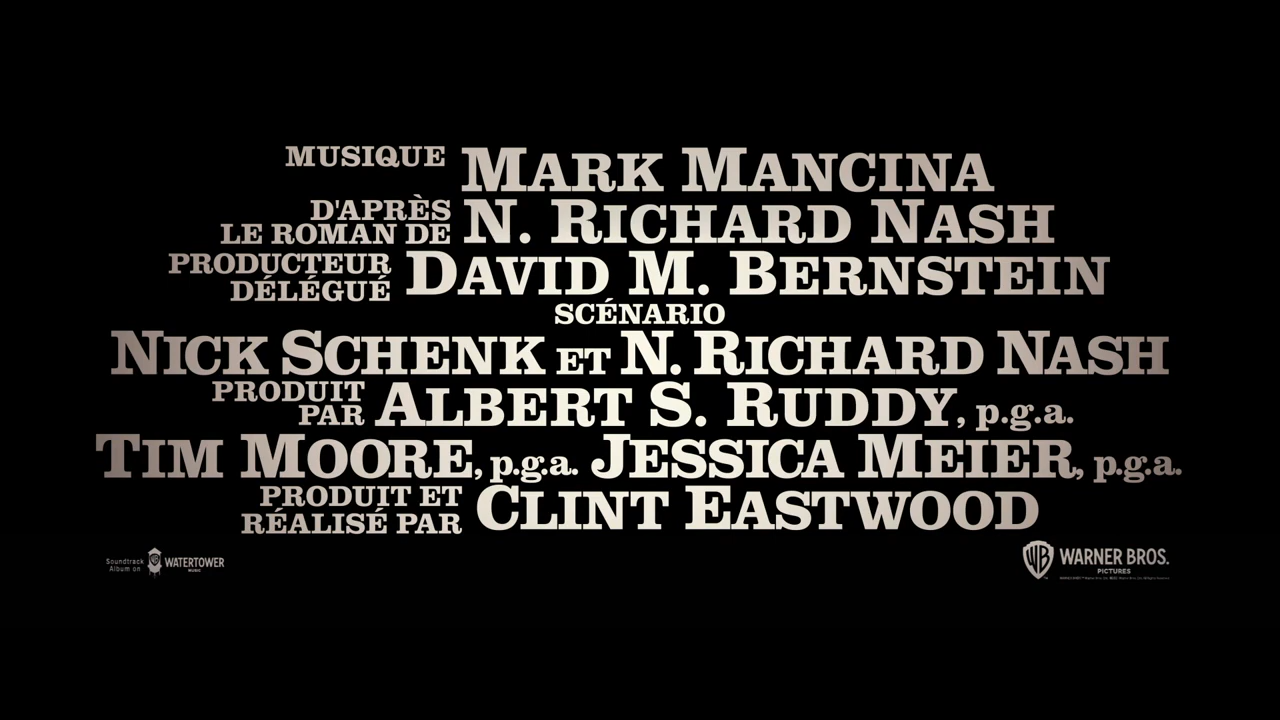 MUSIQUE MARK MANCINA
D'APRÈS
LE ROMAN DE N. RICHARD NASH
PRODUCTEUR
DÉLÉGUÉ DAVID M. BERNSTEIN
SCÉNARIO
NICK SCHENK ET N. RICHARD NASH
PRODUIT
PAR ALBERT S. RUDDY, p.g.a.
TIM MOORE, p.g.a. JESSICA MEIER, p.g.a.
PRODUIT ET
RÉALISÉ PAR CLINT EASTWOOD
Soundtrack
Album on
WATERTOWER
MUSIC
WB WARNER BROS.
PICTURES